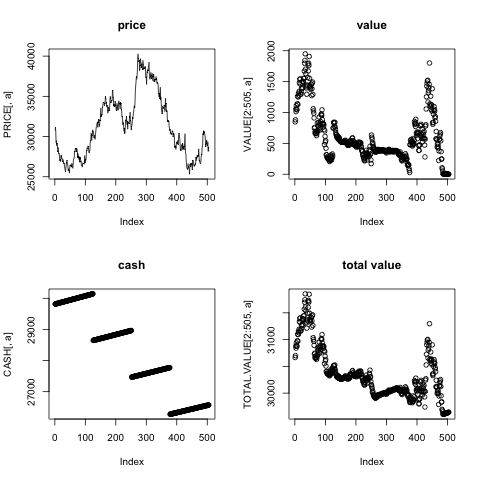 price
PRICE[, a]
25000 30000 35000 40000
0 100 200 300 400 500
Index
value
VALUE[2:505, a]
0 500 1000 1500 2000
0 100 200 300 400 500
Index
cash
CASH[, a]
27000 29000
0 100 200 300 400 500
Index
total value
TOTAL.VALUE[2:505, a]
30000 31000
0 100 200 300 400 500
Index